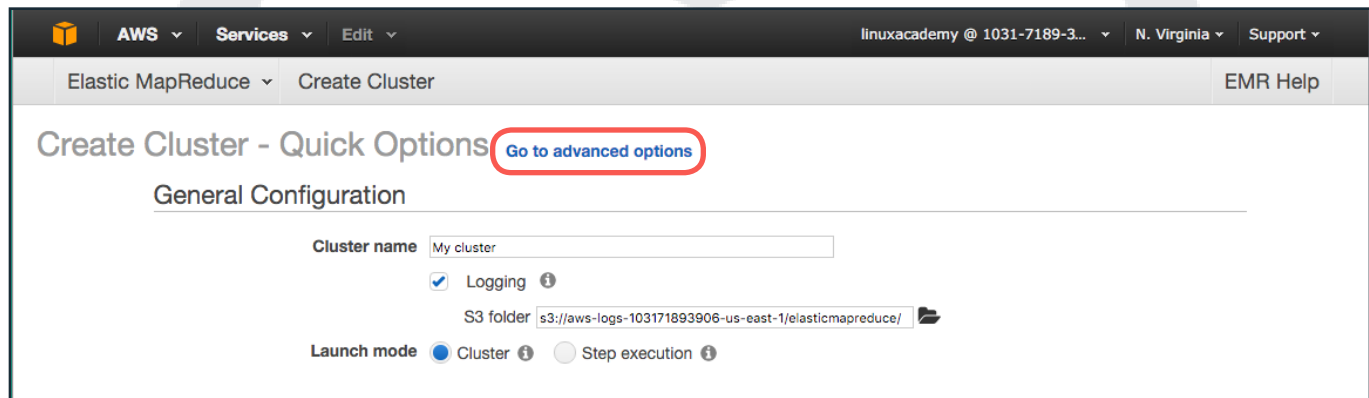 AWS Services Edit linuxacademy @ 1031-7189-3... N. Virginia Support
Elastic MapReduce Create Cluster EMR Help
Create Cluster - Quick Options Go to advanced options
General Configuration
Cluster name My cluster
Logging
S3 folder s3://aws-logs-103171893906-us-east-1/elasticmapreduce/
Launch mode Cluster Step execution